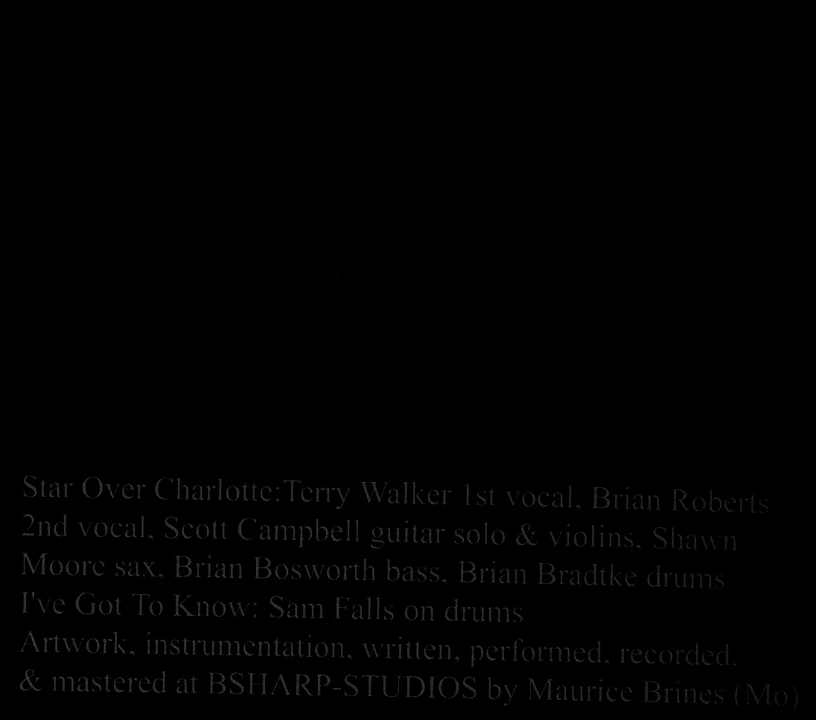 Star Over Charlotte:Terry Walker 1st vocal, Brian Roberts
2nd vocal, Scott Campbell guitar solo & violins, Shawn
Moore sax, Brian Bosworth bass, Brian Bradtke drums
I've Got To Know: Sam Falls on drums
Artwork, instrumentation, written, performed, recorded,
& mastered at BSHARP-STUDIOS by Maurice Brines (Mo)